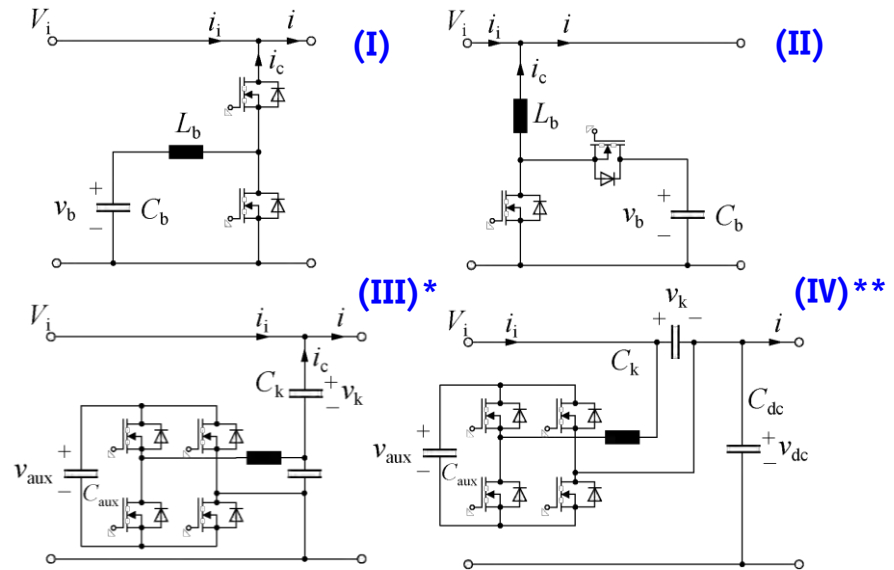 V_i i_i i (I)
i_c
L_b
+
v_b C_b
−
V_i i_i i (II)
i_c
L_b
+
v_b C_b
−
(III)*
V_i i_i i
i_c
C_k + v_k −
+
v_aux C_aux
−
(IV)**
v_k
V_i i_i + − i
C_k
C_dc
+
v_aux C_aux
−
+
v_dc
−